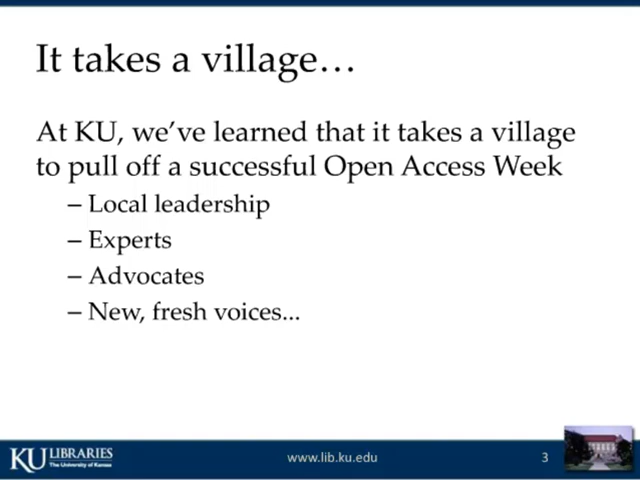 It takes a village…
At KU, we’ve learned that it takes a village
to pull off a successful Open Access Week
– Local leadership
– Experts
– Advocates
– New, fresh voices...
KU LIBRARIES
The University of Kansas
www.lib.ku.edu
3